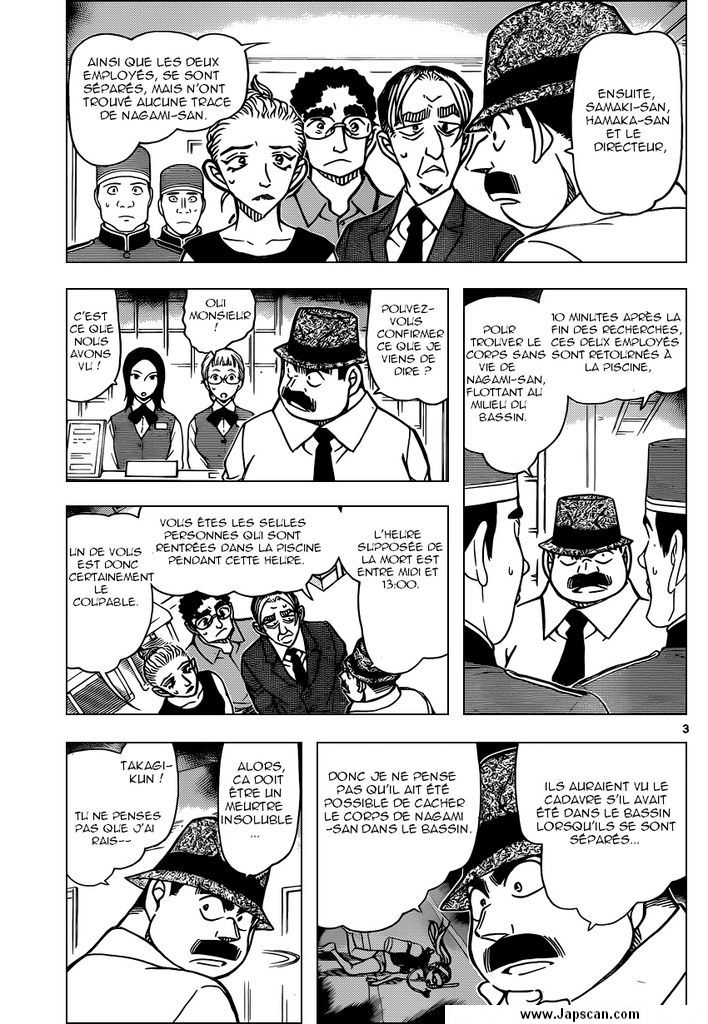 ENSUITE,
SAMAKI-SAN,
HAMAKA-SAN
ET LE
DIRECTEUR,
AINSI QUE LES DEUX
EMPLOYÉS, SE SONT
SÉPARÉS, MAIS N'ONT
TROUVÉ AUCUNE TRACE
DE NAGAMI-SAN.
10 MINUTES APRÈS LA
FIN DES RECHERCHES,
CES DEUX EMPLOYÉS
SONT RETOURNÉS À
LA PISCINE,
POUR
TROUVER LE
CORPS SANS
VIE DE
NAGAMI-SAN,
FLOTTANT AU
MILIEU DU
BASSIN.
POUVEZ-
VOUS
CONFIRMER
CE QUE JE
VIENS DE
DIRE ?
OUI
MONSIEUR
!
C'EST
CE QUE
NOUS
AVONS
VU !
L'HEURE
SUPPOSÉE DE
LA MORT EST
ENTRE MIDI ET
13:00.
VOUS ÊTES LES SEULES
PERSONNES QUI SONT
RENTRÉES DANS LA PISCINE
PENDANT CETTE HEURE.
UN DE VOUS
EST DONC
CERTAINEMENT
LE
COUPABLE.
3
ILS AURAIENT VU LE
CADAVRE S'IL AVAIT
ÉTÉ DANS LE BASSIN
LORSQU'ILS SE SONT
SÉPARÉS...
DONC JE NE PENSE
PAS QU'IL AIT ÉTÉ
POSSIBLE DE CACHER
LE CORPS DE NAGAMI
-SAN DANS LE BASSIN.
ALORS,
CA DOIT
ÊTRE UN
MEURTRE
INSOLUBLE
...
TAKAGI-
KUN !
TU NE PENSES
PAS QUE J'AI
RAIS--
www.Japscan.com